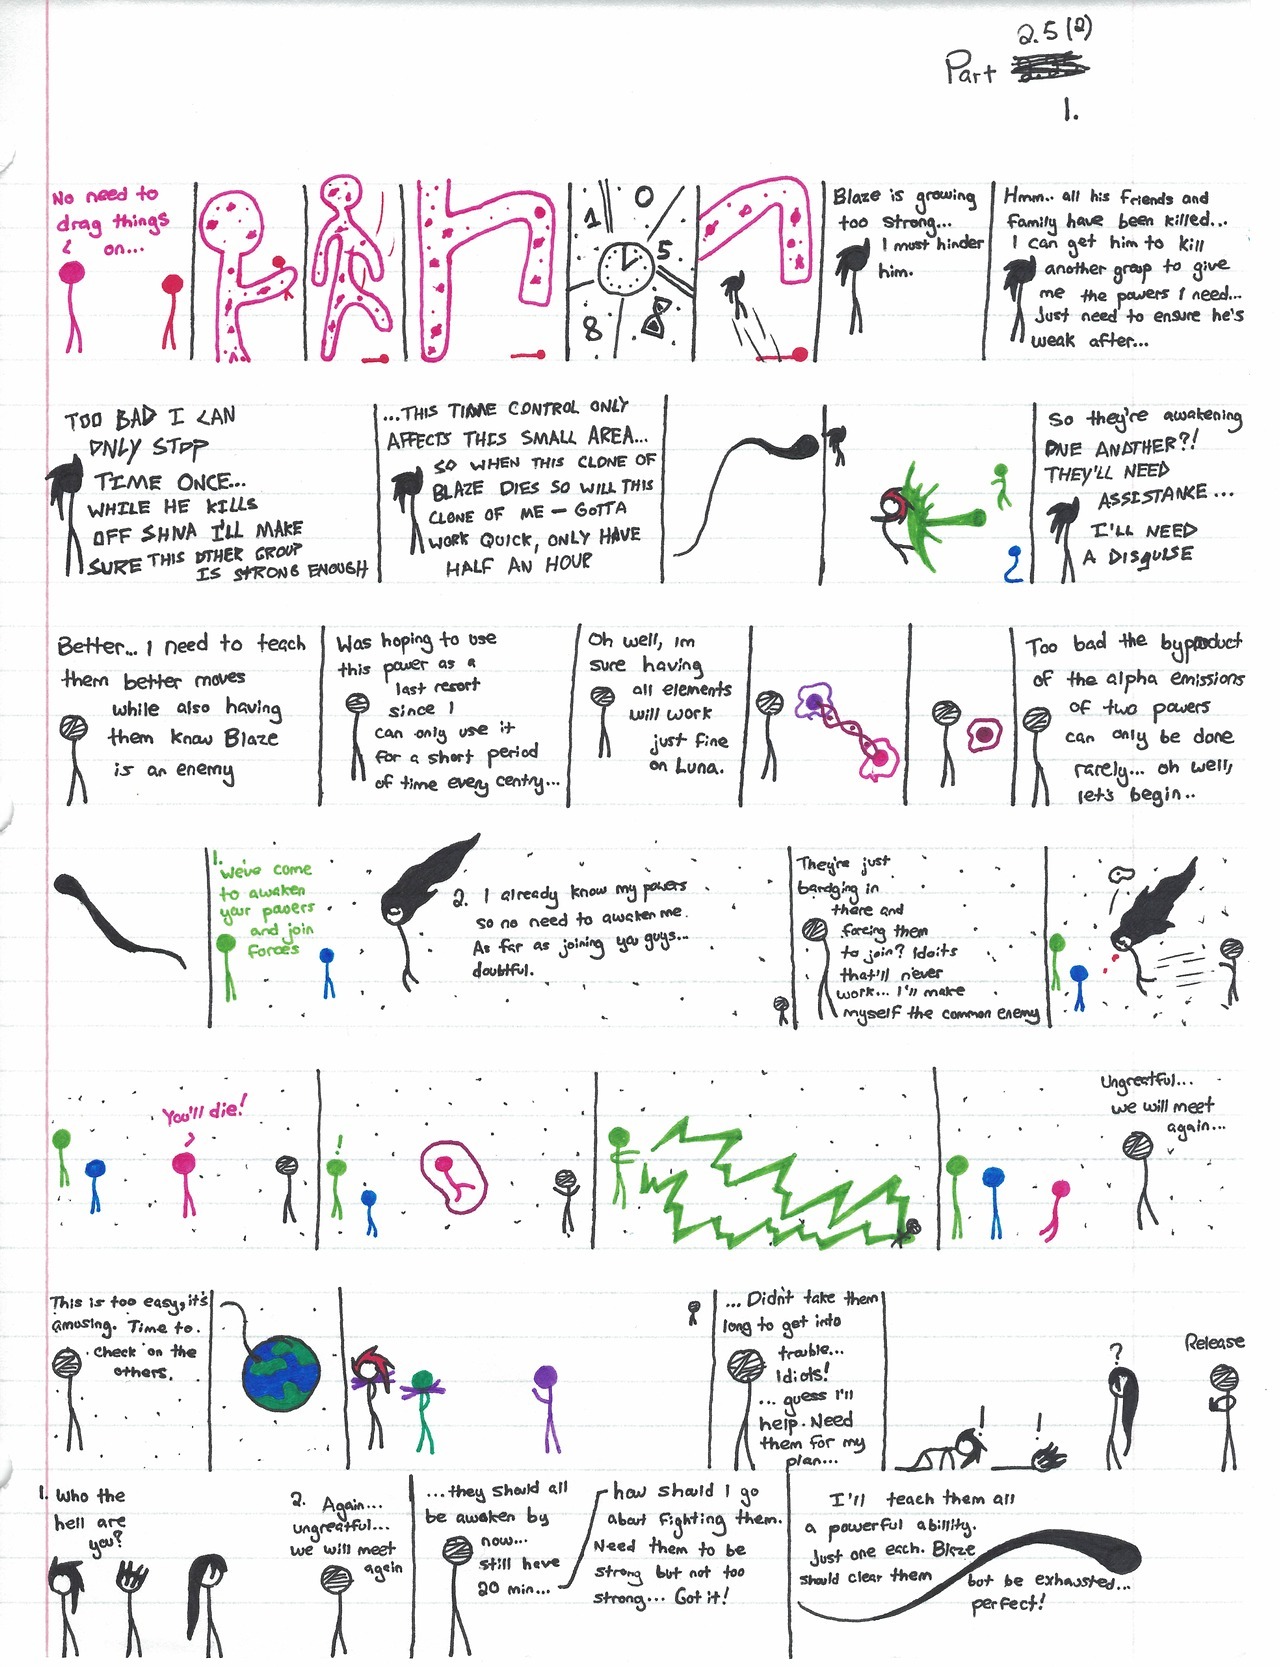 2.5 (2)
Part
1.
No need to
drag things
on...
1
0
5
8
Blaze is growing
too strong...
I must hinder
him.
Hmm.. all his friends and
family have been killed...
I can get him to kill
another group to give
me the powers I need...
Just need to ensure he's
weak after...
TOO BAD I CAN
ONLY STOP
TIME ONCE...
WHILE HE KILLS
OFF SHIVA I'LL MAKE
SURE THIS OTHER GROUP
IS STRONG ENOUGH
...THIS TIME CONTROL ONLY
AFFECTS THIS SMALL AREA...
SO WHEN THIS CLONE OF
BLAZE DIES SO WILL THIS
CLONE OF ME — GOTTA
WORK QUICK, ONLY HAVE
HALF AN HOUR
So they're awakening
ONE ANOTHER?!
THEY'LL NEED
ASSISTANCE...
I'LL NEED
A DISGUISE
Better... I need to teach
them better moves
while also having
them know Blaze
is an enemy
Was hoping to use
this power as a
last resort
since I
can only use it
for a short period
of time every centry...
Oh well, im
sure having
all elements
will work
just fine
on Luna.
Too bad the byproduct
of the alpha emissions
of two powers
can only be done
rarely... oh well,
let's begin..
1.
We've come
to awaken
your powers
and join
forces
2. I already know my powers
so no need to awaken me.
As far as joining you guys...
doubtful.
They're just
bardging in
there and
forcing them
to join? Idoits
that'll never
work... I'll make
myself the common enemy
You'll die!
!
Ungreatful...
we will meet
again...
This is too easy, it's
amusing. Time to.
check on the
others.
... Didn't take them
long to get into
trouble...
Idiots!
... guess I'll
help. Need
them for my
plan...
!
!
?
Release
1. Who the
hell are
you?
2. Again...
ungreatful...
we will meet
again
...they should all
be awaken by
now...
still have
20 min...
how should I go
about fighting them.
Need them to be
strong but not too
strong... Got it!
I'll teach them all
a powerful abillity.
Just one each. Blaze
should clear them
but be exhausted...
perfect!